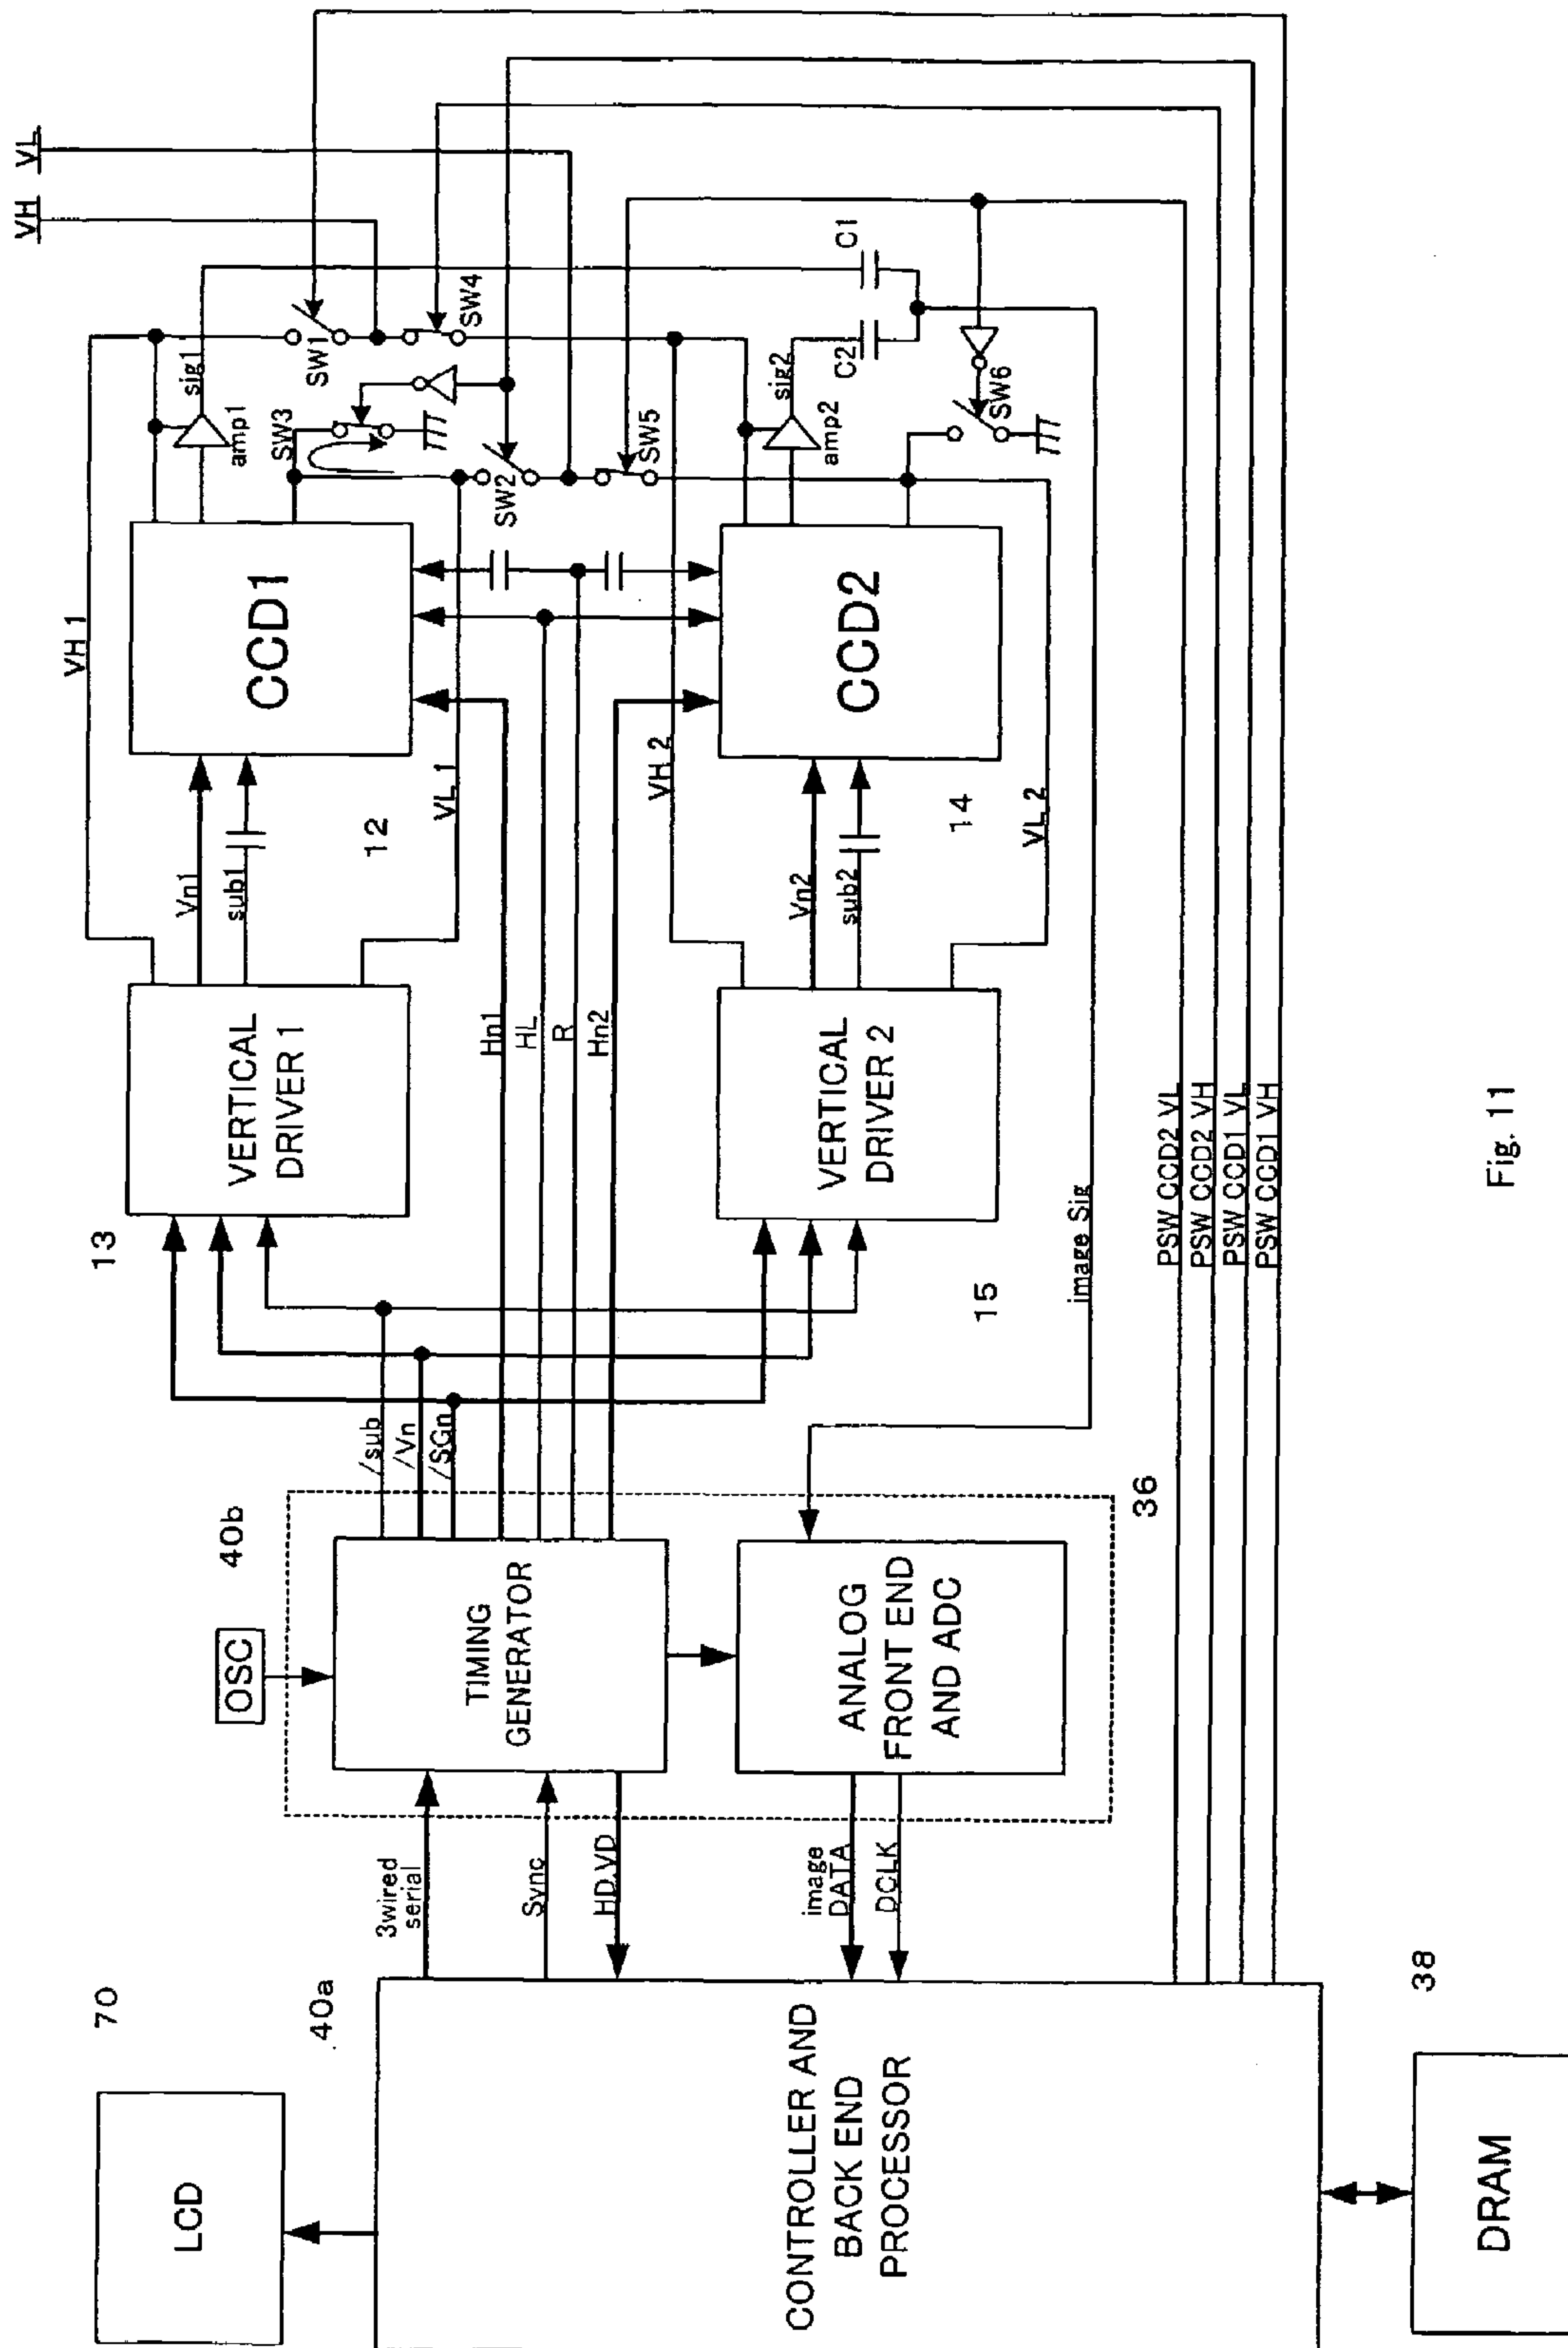 70
LCD
40a
CONTROLLER AND
BACK END
PROCESSOR
38
DRAM
3wired
serial
Sync
HD.VD
image
DATA
DCLK
OSC
40b
TIMING
GENERATOR
ANALOG
FRONT END
AND ADC
36
/sub
/Vn
/SGn
13
VERTICAL
DRIVER 1
15
VERTICAL
DRIVER 2
Hn1
HL
R
Hn2
image Sig
PSW CCD2 VL
PSW CCD2 VH
PSW CCD1 VL
PSW CCD1 VH
Vn1
sub1
12
VL 1
VH 1
CCD1
Vn2
sub2
14
VL 2
VH 2
CCD2
amp1
sig1
SW3
SW1
SW2
SW4
SW5
amp2
sig2
C2
C1
SW6
VH
VL
Fig. 11